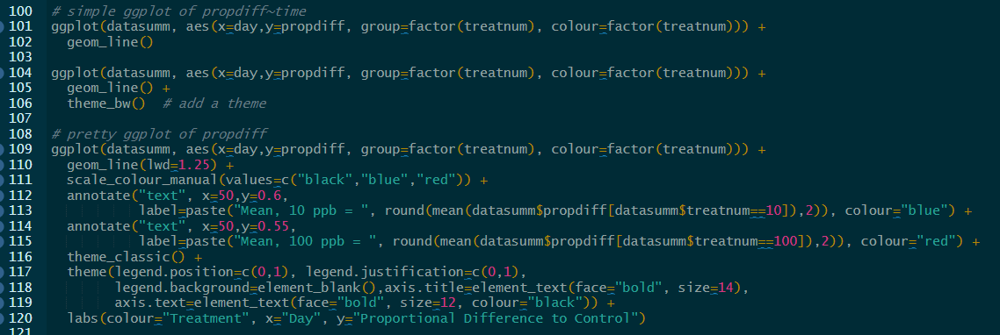 100 # simple ggplot of propdiff~time
101 ggplot(datasumm, aes(x=day,y=propdiff, group=factor(treatnum), colour=factor(treatnum))) +
102   geom_line()
103
104 ggplot(datasumm, aes(x=day,y=propdiff, group=factor(treatnum), colour=factor(treatnum))) +
105   geom_line() +
106   theme_bw()  # add a theme
107
108 # pretty ggplot of propdiff
109 ggplot(datasumm, aes(x=day,y=propdiff, group=factor(treatnum), colour=factor(treatnum))) +
110   geom_line(lwd=1.25) +
111   scale_colour_manual(values=c("black","blue","red")) +
112   annotate("text", x=50,y=0.6,
113            label=paste("Mean, 10 ppb = ", round(mean(datasumm$propdiff[datasumm$treatnum==10]),2)), colour="blue") +
114   annotate("text", x=50,y=0.55,
115            label=paste("Mean, 100 ppb = ", round(mean(datasumm$propdiff[datasumm$treatnum==100]),2)), colour="red") +
116   theme_classic() +
117   theme(legend.position=c(0,1), legend.justification=c(0,1),
118         legend.background=element_blank(),axis.title=element_text(face="bold", size=14),
119         axis.text=element_text(face="bold", size=12, colour="black")) +
120   labs(colour="Treatment", x="Day", y="Proportional Difference to Control")
121